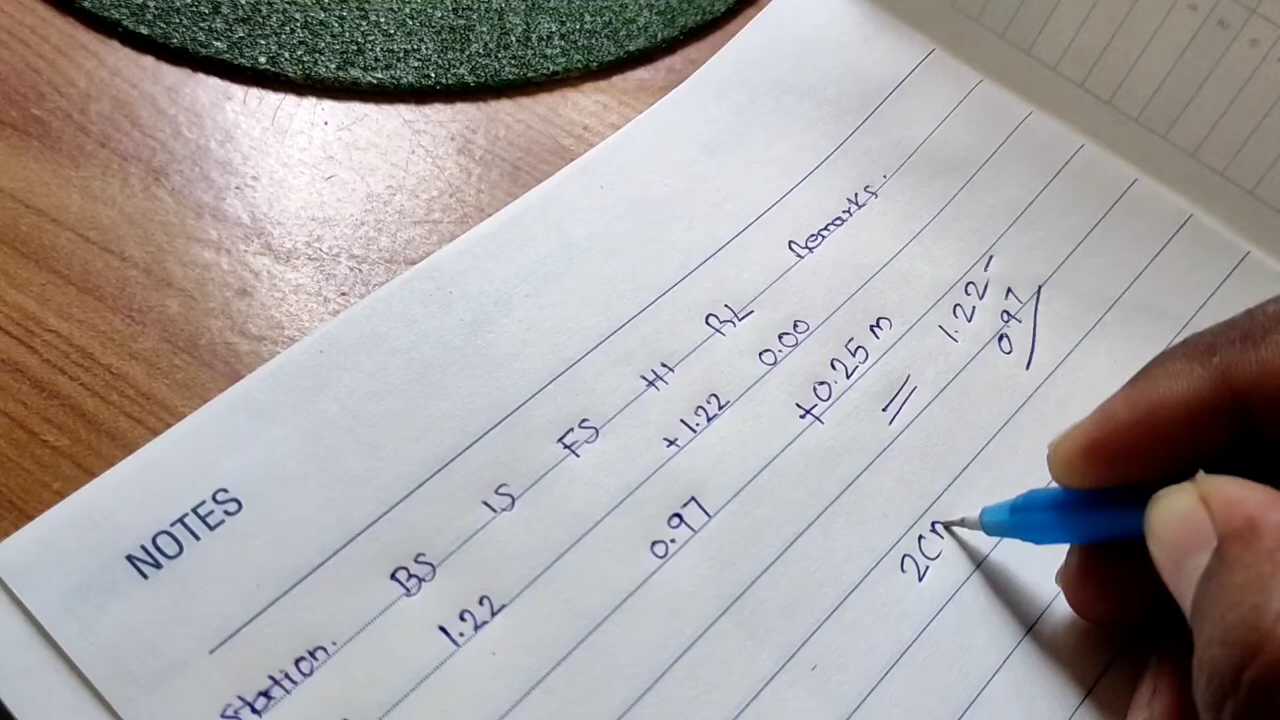 NOTES
Station. BS IS FS HI RL Remarks.
1.22 +1.22 0.00
0.97 +0.25 m
= 1.22-
0.97
2cm